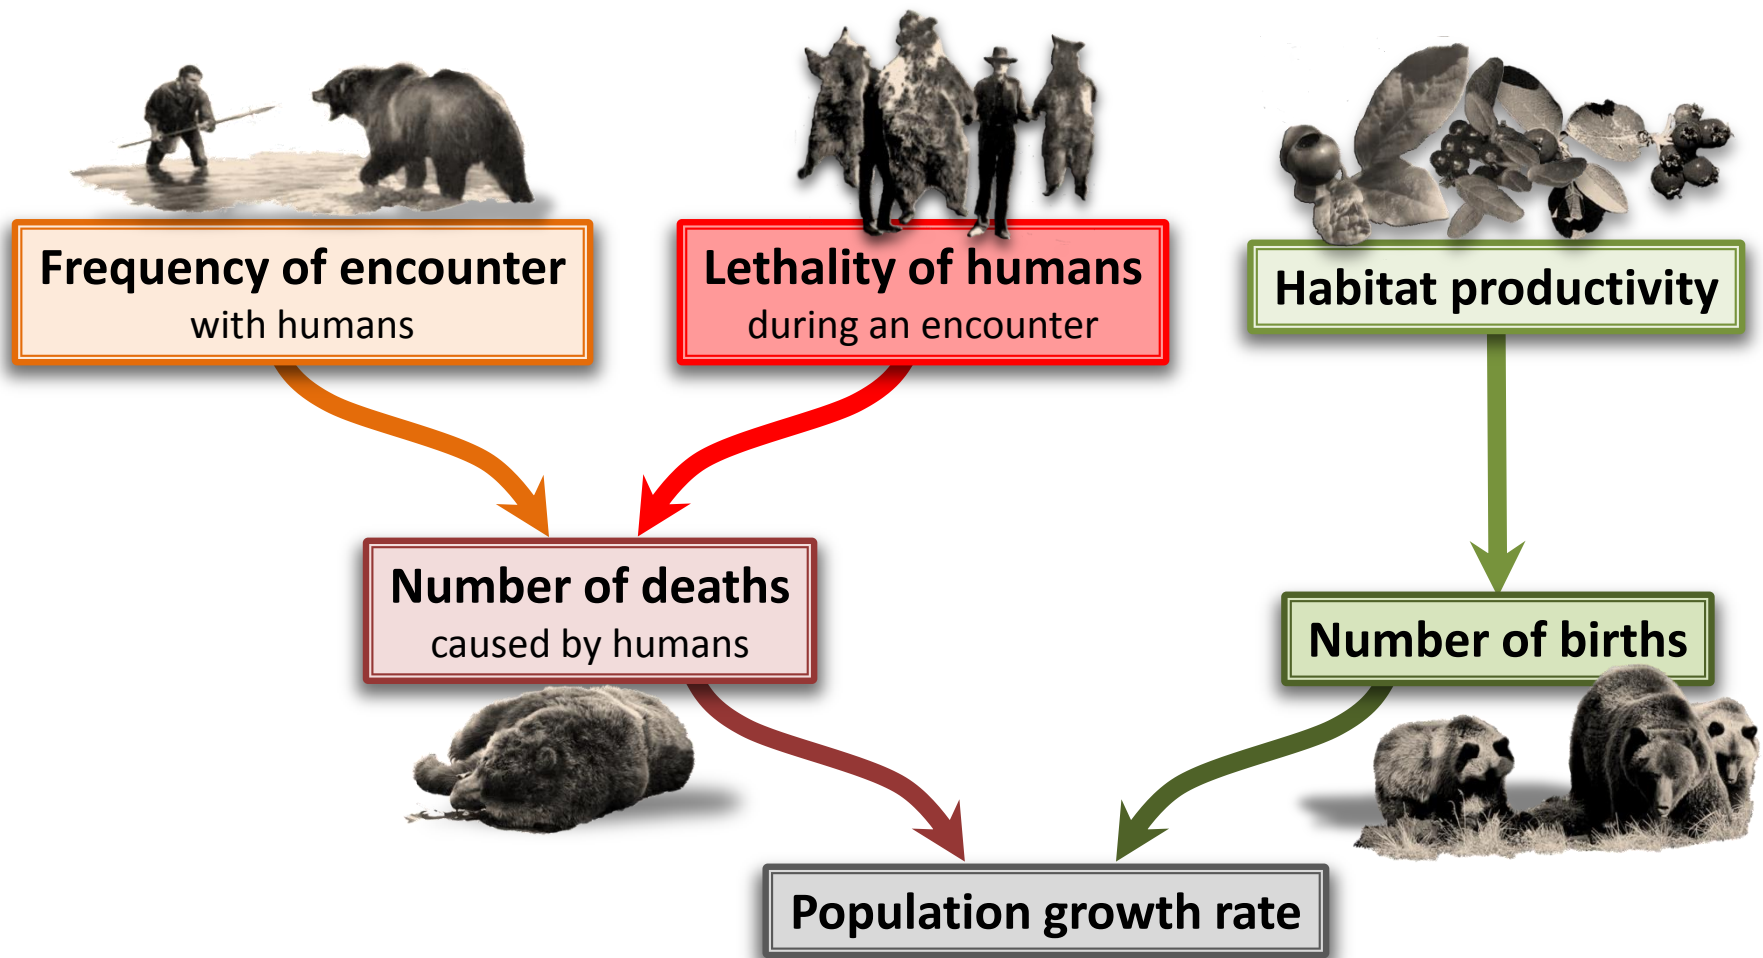 Frequency of encounter
with humans
Lethality of humans
during an encounter
Habitat productivity
Number of deaths
caused by humans
Number of births
Population growth rate